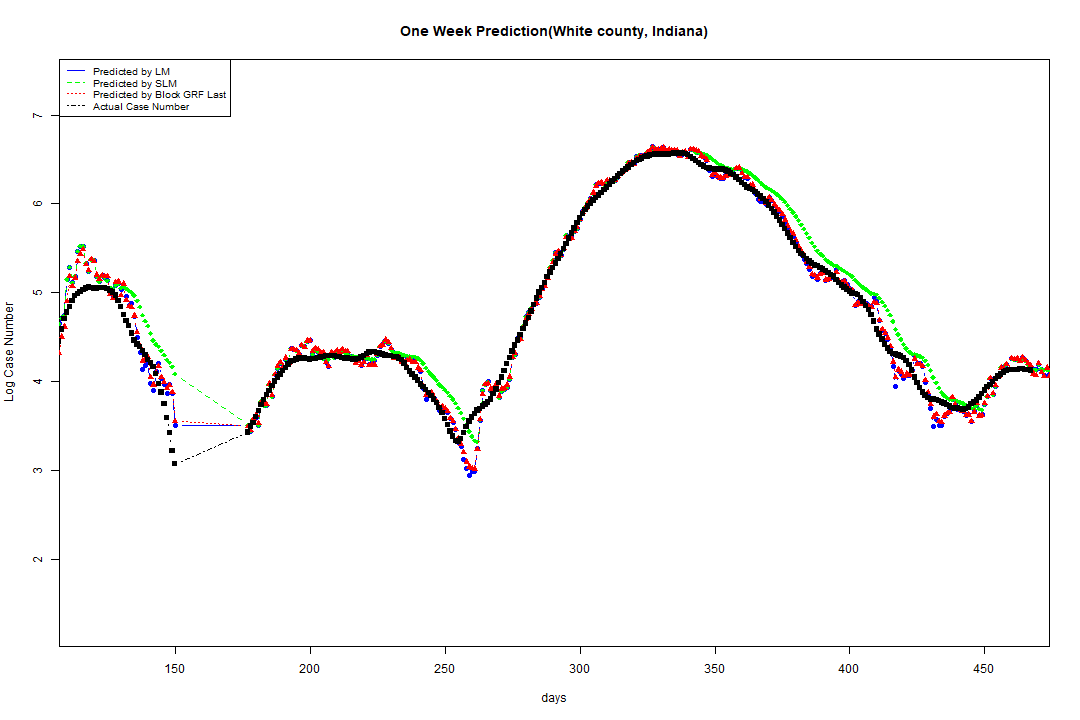 One Week Prediction(White county, Indiana)
Predicted by LM
Predicted by SLM
Predicted by Block GRF Last
Actual Case Number
7
6
5
4
3
2
Log Case Number
150 200 250 300 350 400 450
days